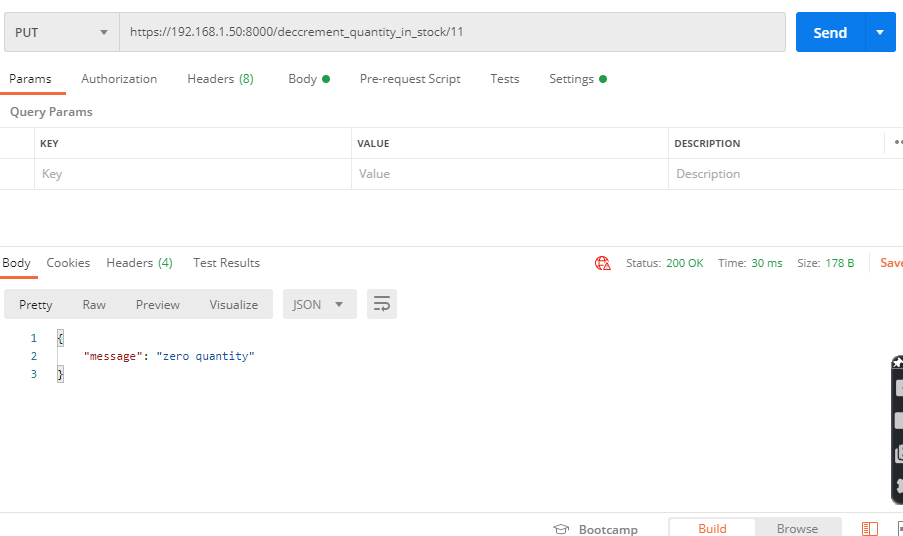 PUT https://192.168.1.50:8000/deccrement_quantity_in_stock/11 Send
Params Authorization Headers (8) Body Pre-request Script Tests Settings
Query Params
KEY VALUE DESCRIPTION
Key Value Description
Body Cookies Headers (4) Test Results Status: 200 OK Time: 30 ms Size: 178 B Save
Pretty Raw Preview Visualize JSON
1 {
2 "message": "zero quantity"
3 }
Bootcamp Build Browse